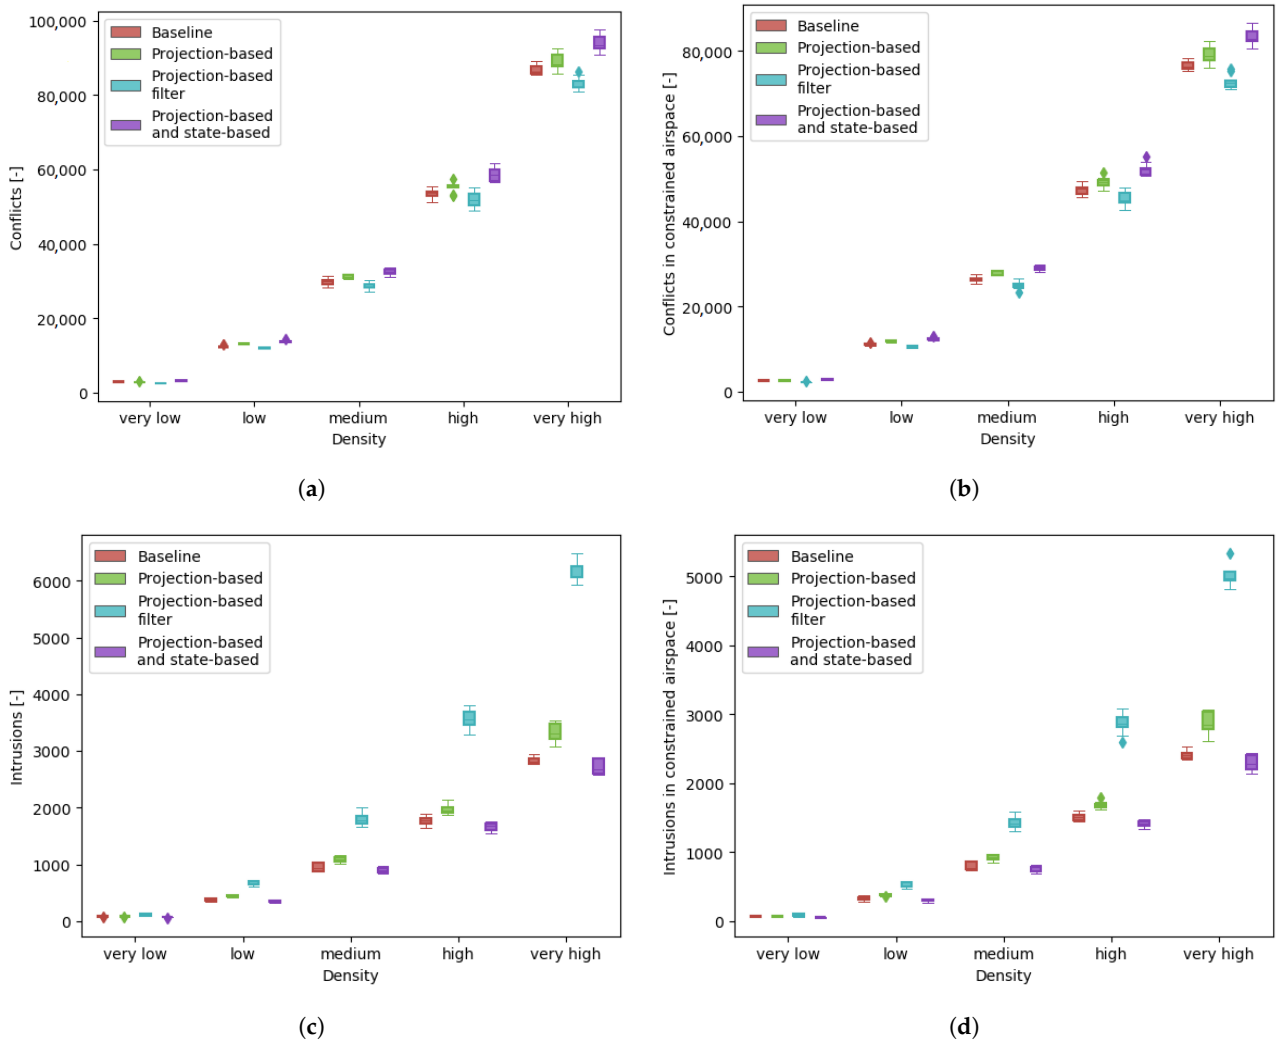 100,000
80,000
60,000
40,000
20,000
0
Conflicts [-]
Baseline
Projection-based
Projection-based
filter
Projection-based
and state-based
very low
low
medium
high
very high
Density
(a)
80,000
60,000
40,000
20,000
0
Conflicts in constrained airspace [-]
Baseline
Projection-based
Projection-based
filter
Projection-based
and state-based
very low
low
medium
high
very high
Density
(b)
6000
5000
4000
3000
2000
1000
0
Intrusions [-]
Baseline
Projection-based
Projection-based
filter
Projection-based
and state-based
very low
low
medium
high
very high
Density
(c)
5000
4000
3000
2000
1000
0
Intrusions in constrained airspace [-]
Baseline
Projection-based
Projection-based
filter
Projection-based
and state-based
very low
low
medium
high
very high
Density
(d)